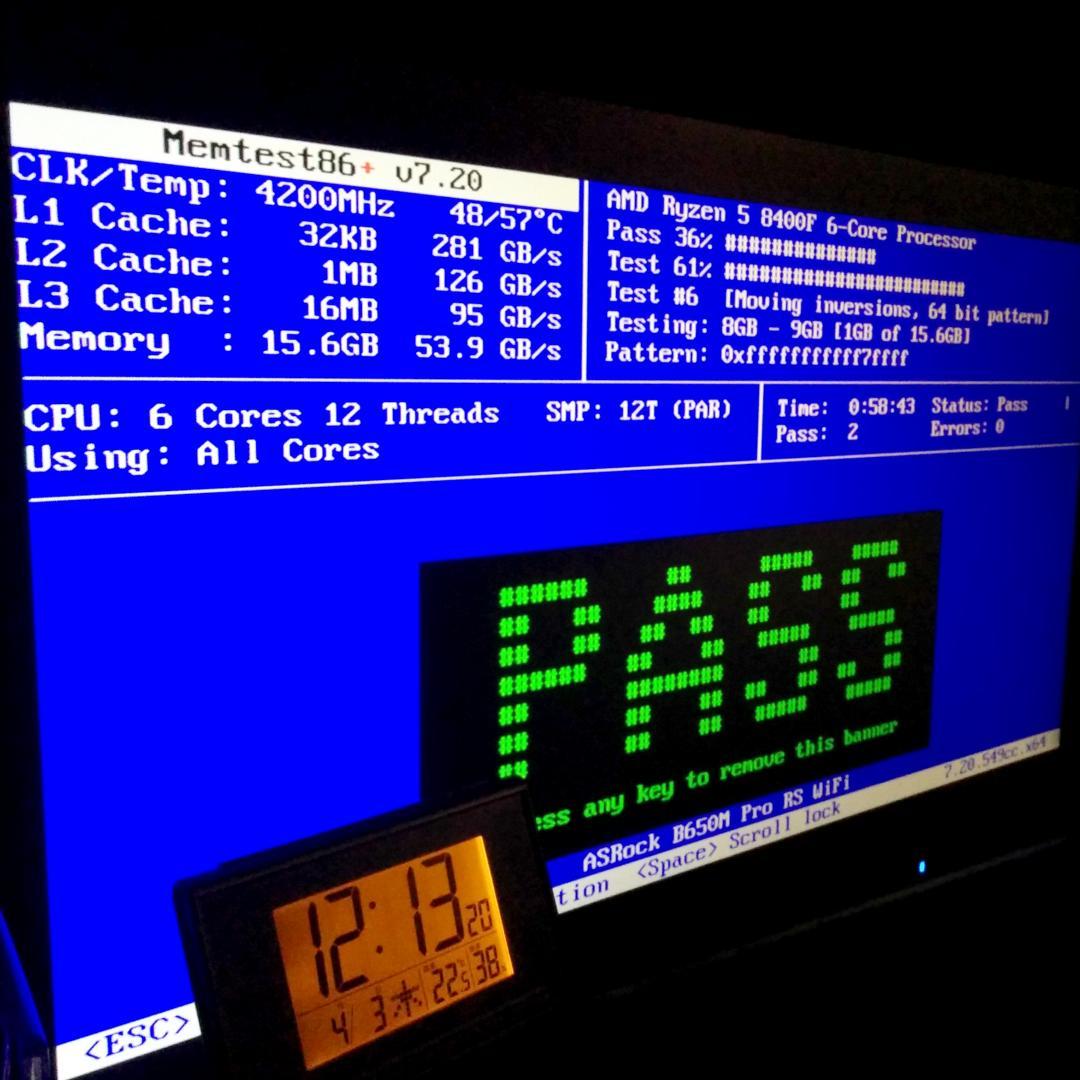 Memtest86+ v7.20
CLK/Temp: 4200MHz 48/57°C
L1 Cache: 32KB 281 GB/s
L2 Cache: 1MB 126 GB/s
L3 Cache: 16MB 95 GB/s
Memory : 15.6GB 53.9 GB/s
AMD Ryzen 5 8400F 6-Core Processor
Pass 36% ##############
Test 61% ######################
Test #6 [Moving inversions, 64 bit pattern]
Testing: 8GB - 9GB [1GB of 15.6GB]
Pattern: 0xfffffffffff7ffff
CPU: 6 Cores 12 Threads SMP: 12T (PAR)
Using: All Cores
Time: 0:58:43 Status: Pass
Pass: 2 Errors: 0
PASS
ess any key to remove this banner
ASRock B650M Pro RS WiFi
7.20.549cc.x64
<ESC>
tion <Space> Scroll lock
12:13 20
4/ 3 木 22.5 38